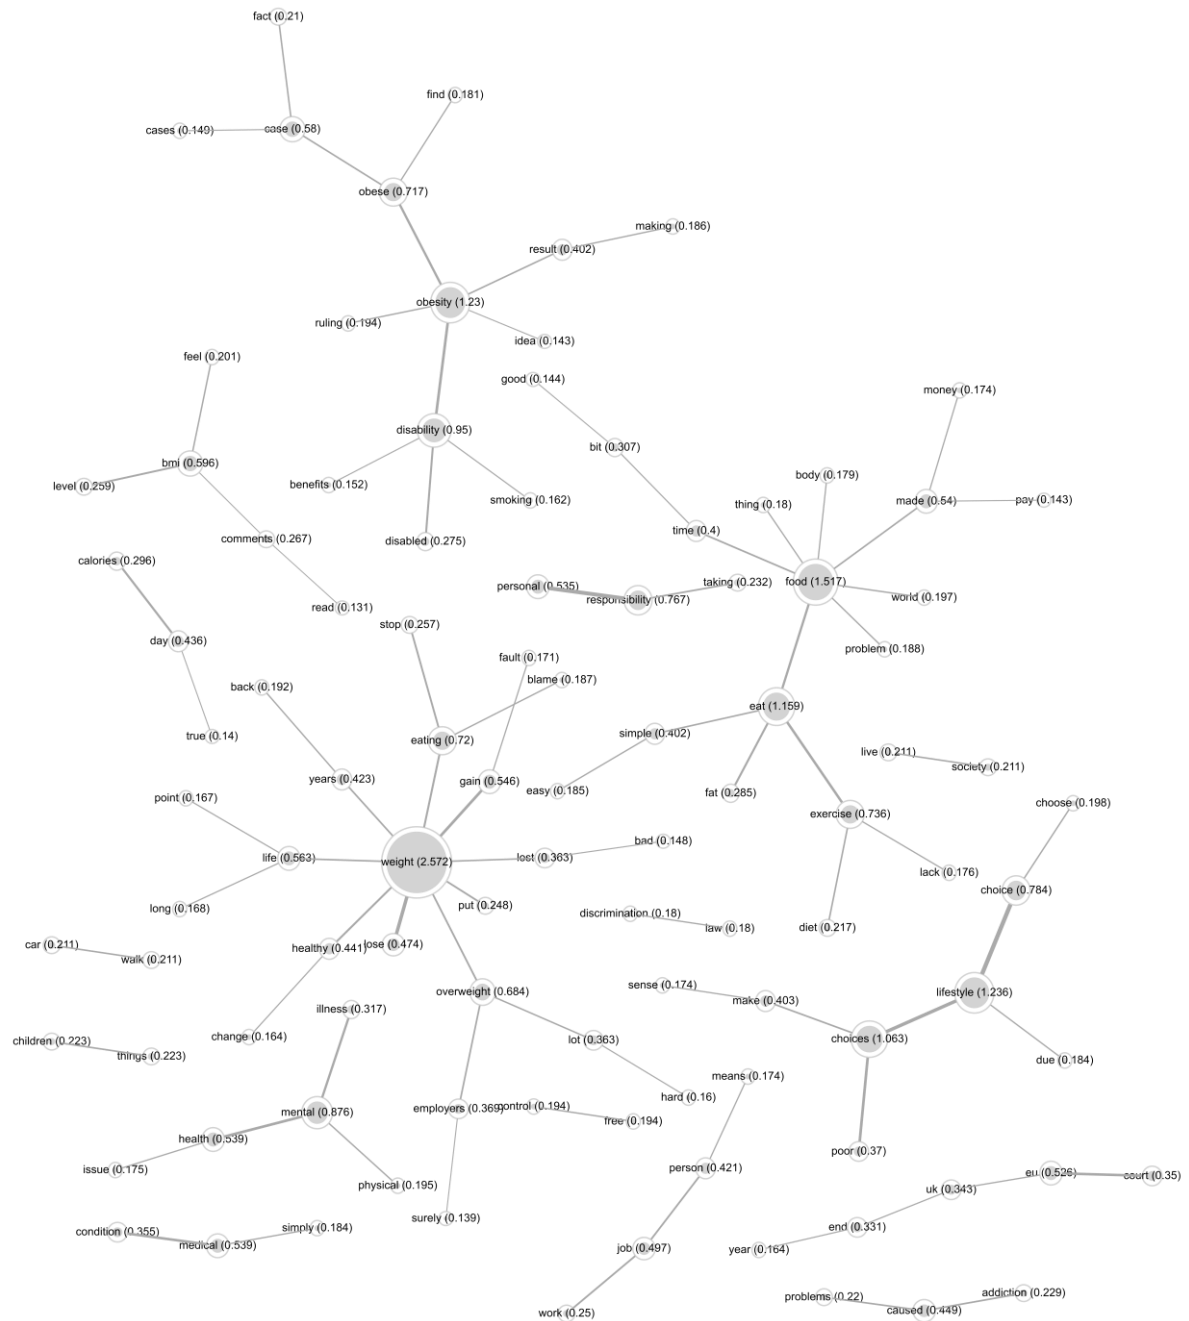 fact (0.21)
find (0.181)
cases (0.149)
case (0.58)
obese (0.717)
making (0.186)
result (0.402)
obesity (1.23)
ruling (0.194)
idea (0.143)
feel (0.201)
good (0.144)
money (0.174)
disability (0.95)
bit (0.307)
bmi (0.596)
body (0.179)
level (0.259)
benefits (0.152)
smoking (0.162)
thing (0.18)
made (0.54)
pay (0.143)
time (0.4)
comments (0.267)
disabled (0.275)
calories (0.296)
personal (0.535)
taking (0.232)
food (1.517)
responsibility (0.767)
world (0.197)
read (0.131)
stop (0.257)
day (0.436)
problem (0.188)
fault (0.171)
blame (0.187)
back (0.192)
eat (1.159)
true (0.14)
eating (0.72)
simple (0.402)
live (0.211)
society (0.211)
years (0.423)
gain (0.546)
easy (0.185)
fat (0.285)
point (0.167)
choose (0.198)
exercise (0.736)
bad (0.148)
life (0.563)
weight (2.572)
lost (0.363)
lack (0.176)
choice (0.784)
long (0.168)
put (0.248)
discrimination (0.18)
law (0.18)
diet (0.217)
car (0.211)
walk (0.211)
healthy (0.441)
lose (0.474)
sense (0.174)
overweight (0.684)
make (0.403)
lifestyle (1.236)
illness (0.317)
change (0.164)
lot (0.363)
choices (1.063)
children (0.223)
things (0.223)
due (0.184)
means (0.174)
hard (0.16)
mental (0.876)
employers (0.369)
control (0.194)
free (0.194)
health (0.539)
poor (0.37)
issue (0.175)
person (0.421)
eu (0.526)
court (0.35)
physical (0.195)
uk (0.343)
surely (0.139)
condition (0.355)
simply (0.184)
end (0.331)
medical (0.539)
job (0.497)
year (0.164)
problems (0.22)
addiction (0.229)
work (0.25)
caused (0.449)